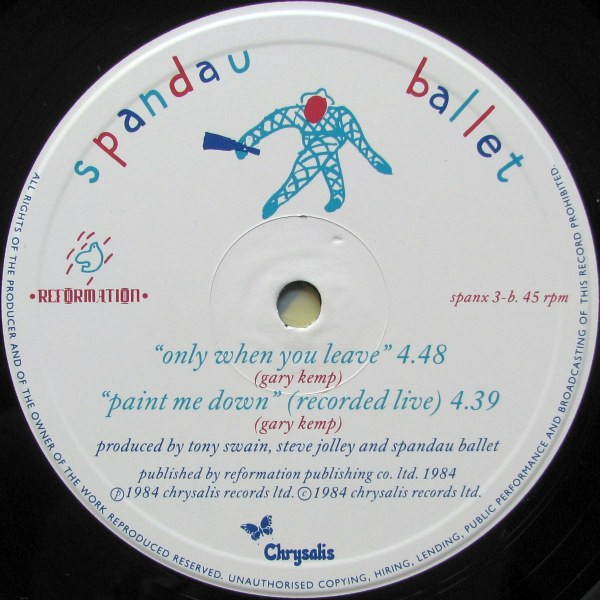 spandau ballet
•REFORMATION•
spanx 3-b. 45 rpm
“only when you leave” 4.48
(gary kemp)
“paint me down” (recorded live) 4.39
(gary kemp)
produced by tony swain, steve jolley and spandau ballet
published by reformation publishing co. ltd. 1984
℗1984 chrysalis records ltd. ©1984 chrysalis records ltd.
Chrysalis
ALL RIGHTS OF THE PRODUCER AND OF THE OWNER OF THE WORK REPRODUCED RESERVED. UNAUTHORISED COPYING, HIRING, LENDING, PUBLIC PERFORMANCE AND BROADCASTING OF THIS RECORD PROHIBITED.